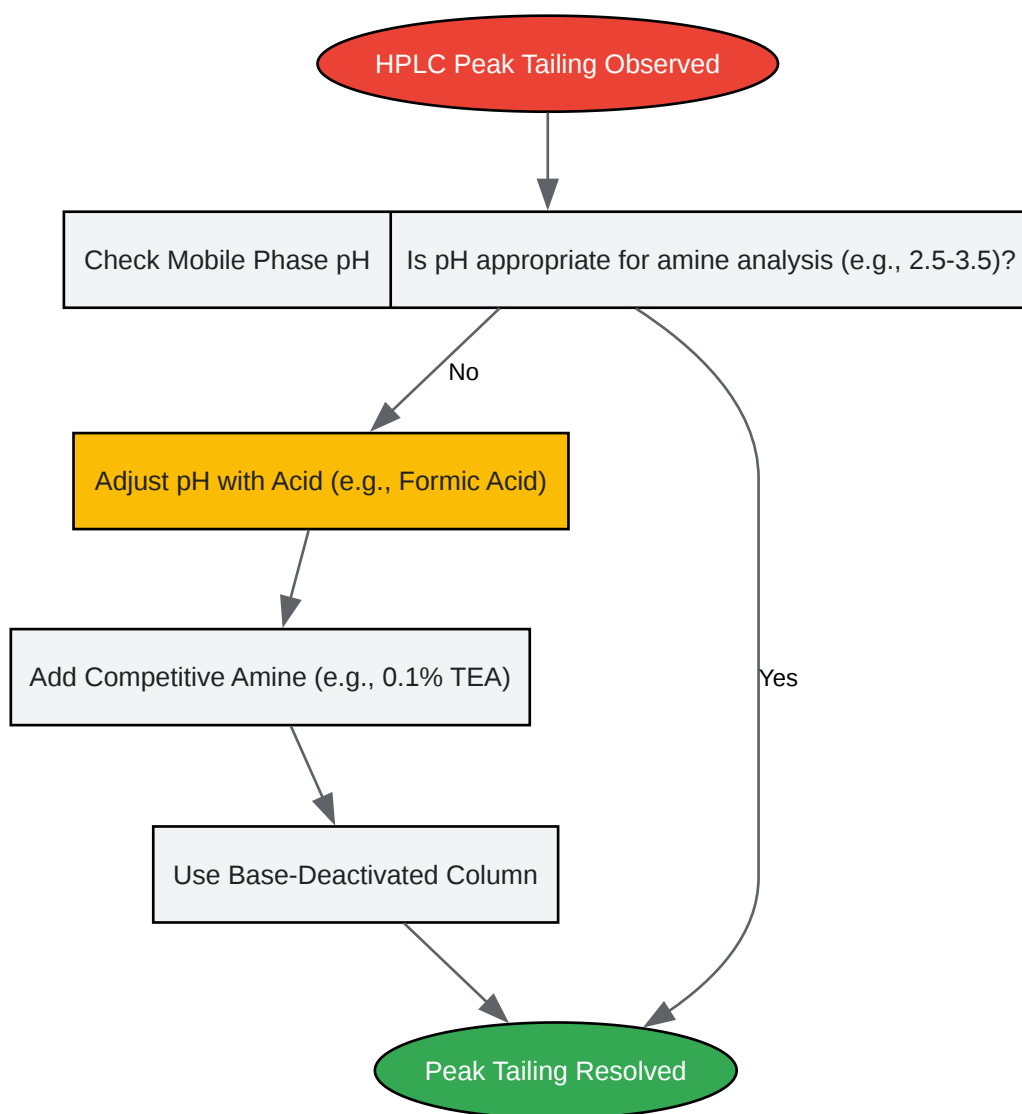 HPLC Peak Tailing Observed
Check Mobile Phase pH
Is pH appropriate for amine analysis (e.g., 2.5-3.5)?
No
Adjust pH with Acid (e.g., Formic Acid)
Add Competitive Amine (e.g., 0.1% TEA)
Yes
Use Base-Deactivated Column
Peak Tailing Resolved